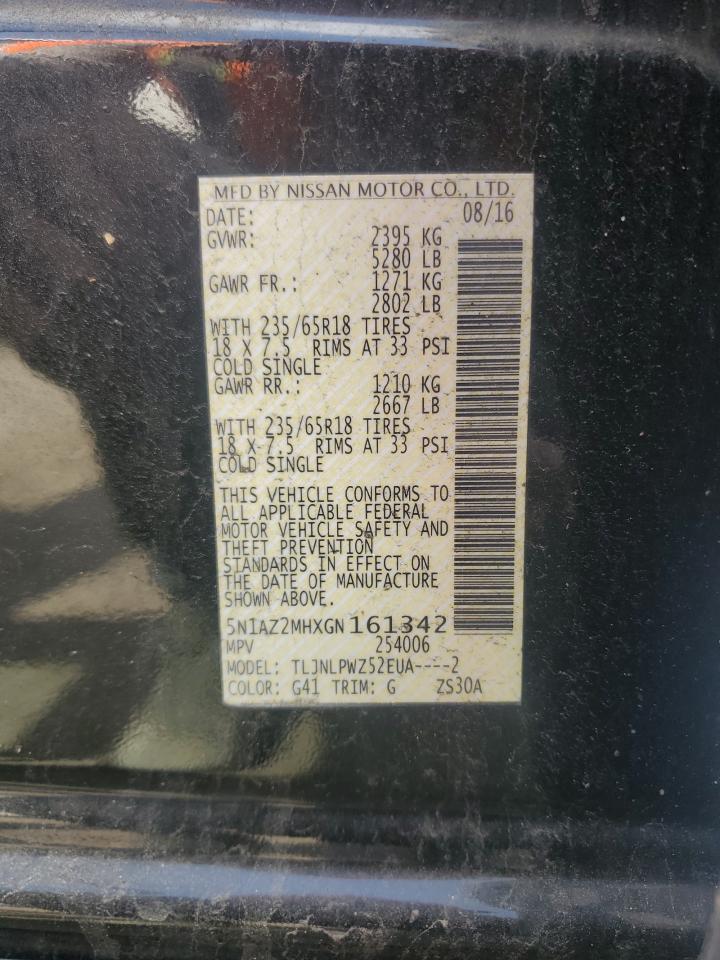 MFD BY NISSAN MOTOR CO., LTD.
DATE: 08/16
GVWR: 2395 KG
5280 LB
GAWR FR.: 1271 KG
2802 LB
WITH 235/65R18 TIRES
18 X 7.5 RIMS AT 33 PSI
COLD SINGLE
GAWR RR.: 1210 KG
2667 LB
WITH 235/65R18 TIRES
18 X 7.5 RIMS AT 33 PSI
COLD SINGLE
THIS VEHICLE CONFORMS TO
ALL APPLICABLE FEDERAL
MOTOR VEHICLE SAFETY AND
THEFT PREVENTION
STANDARDS IN EFFECT ON
THE DATE OF MANUFACTURE
SHOWN ABOVE.
5N1AZ2MHXGN161342
MPV 254006
MODEL: TLJNLPWZ52EUA----2
COLOR: G41 TRIM: G ZS30A